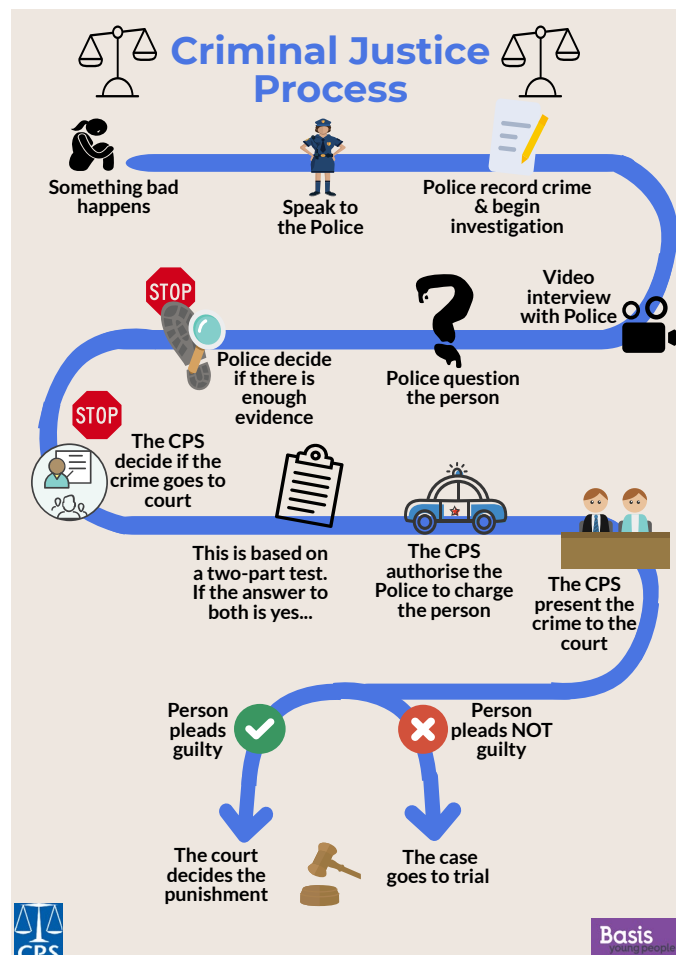 Criminal Justice
Process
Something bad
happens
Speak to
the Police
Police record crime
& begin
investigation
Video
interview
with Police
Police question
the person
STOP
Police decide
if there is
enough
evidence
STOP
The CPS
decide if the
crime goes to
court
This is based on
a two-part test.
If the answer to
both is yes...
The CPS
authorise the
Police to charge
the person
The CPS
present the
crime to the
court
Person
pleads
guilty
Person
pleads NOT
guilty
The court
decides the
punishment
The case
goes to trial
CPS
Basis
young people